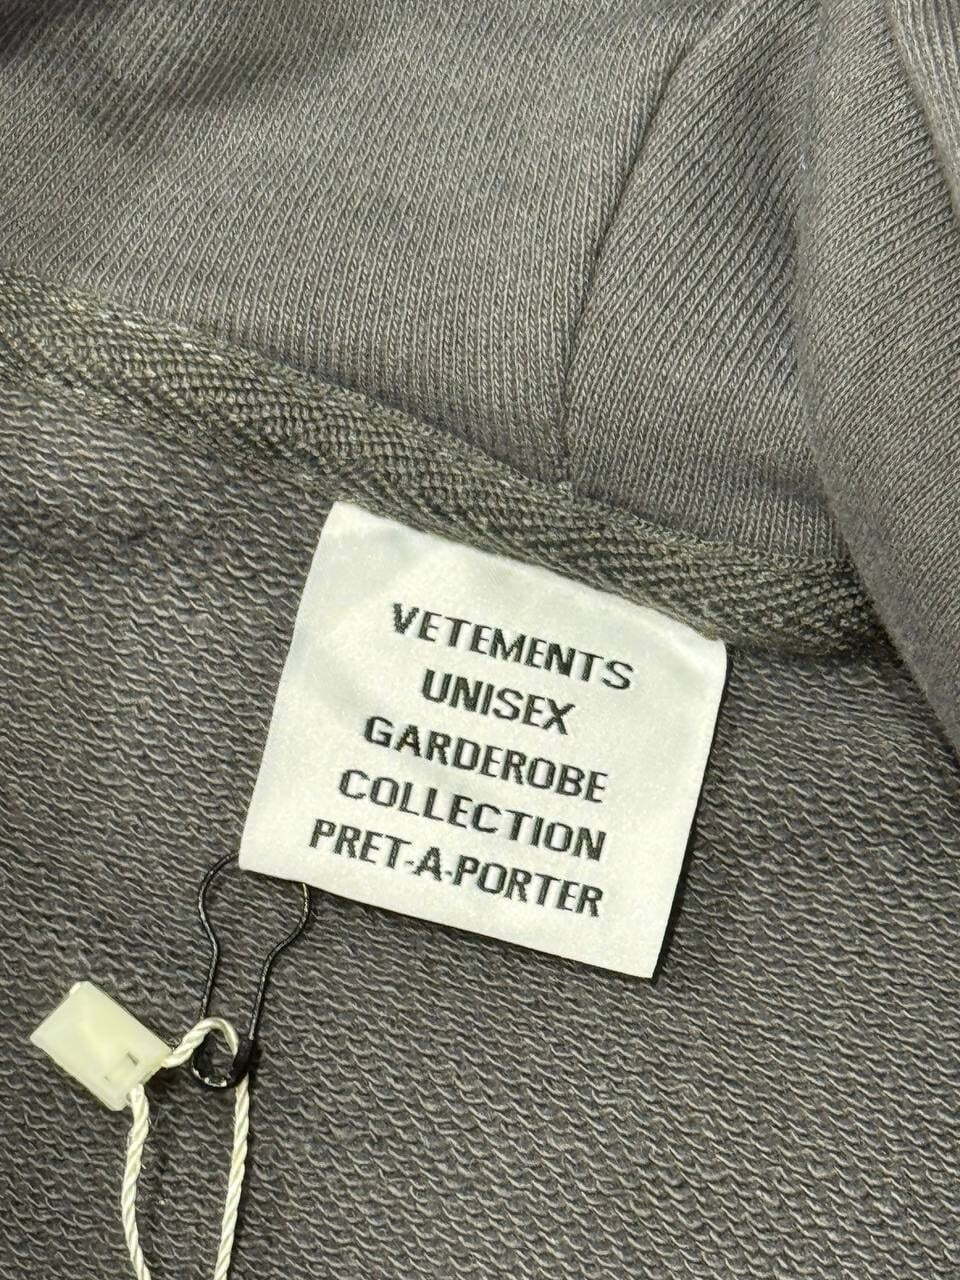 VETEMENTS
UNISEX
GARDEROBE
COLLECTION
PRET-A-PORTER